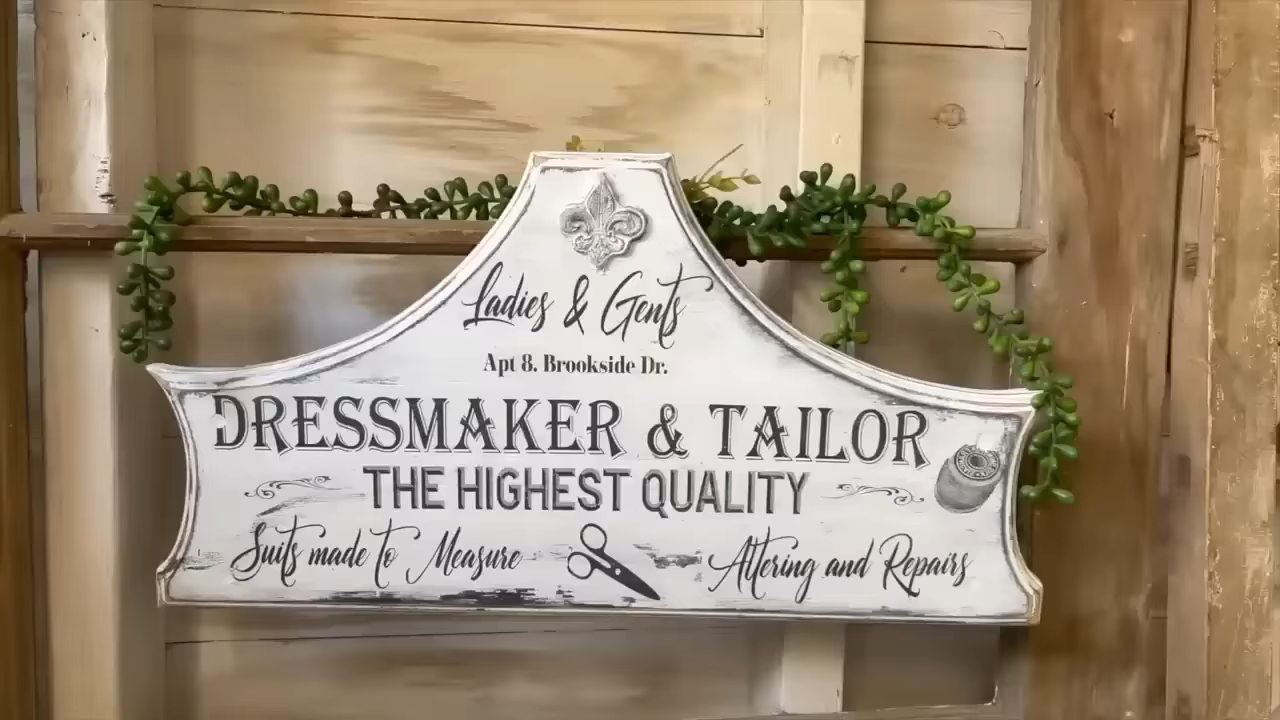 Ladies & Gents
Apt 8. Brookside Dr.
DRESSMAKER & TAILOR
THE HIGHEST QUALITY
Suits made to Measure
Altering and Repairs